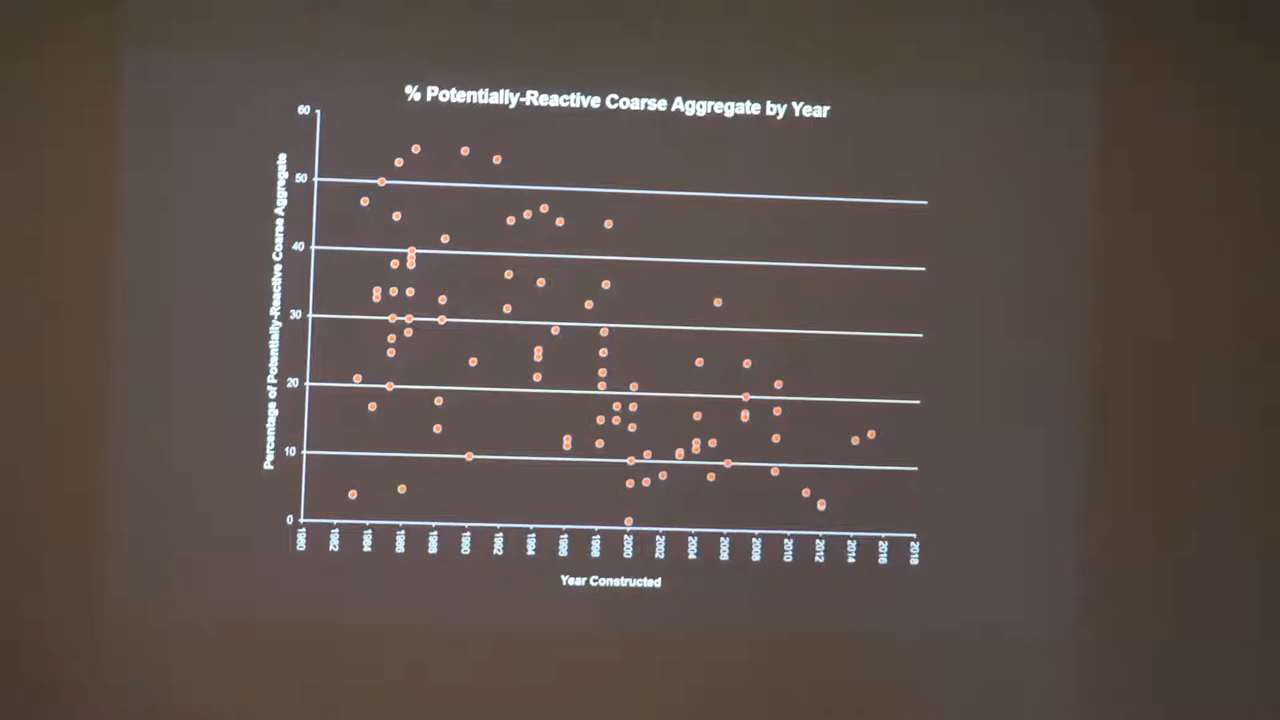 % Potentially-Reactive Coarse Aggregate by Year
Percentage of Potentially-Reactive Coarse Aggregate
60
50
40
30
20
10
0
1980 1982 1984 1986 1988 1990 1992 1994 1996 1998 2000 2002 2004 2006 2008 2010 2012 2014 2016 2018
Year Constructed